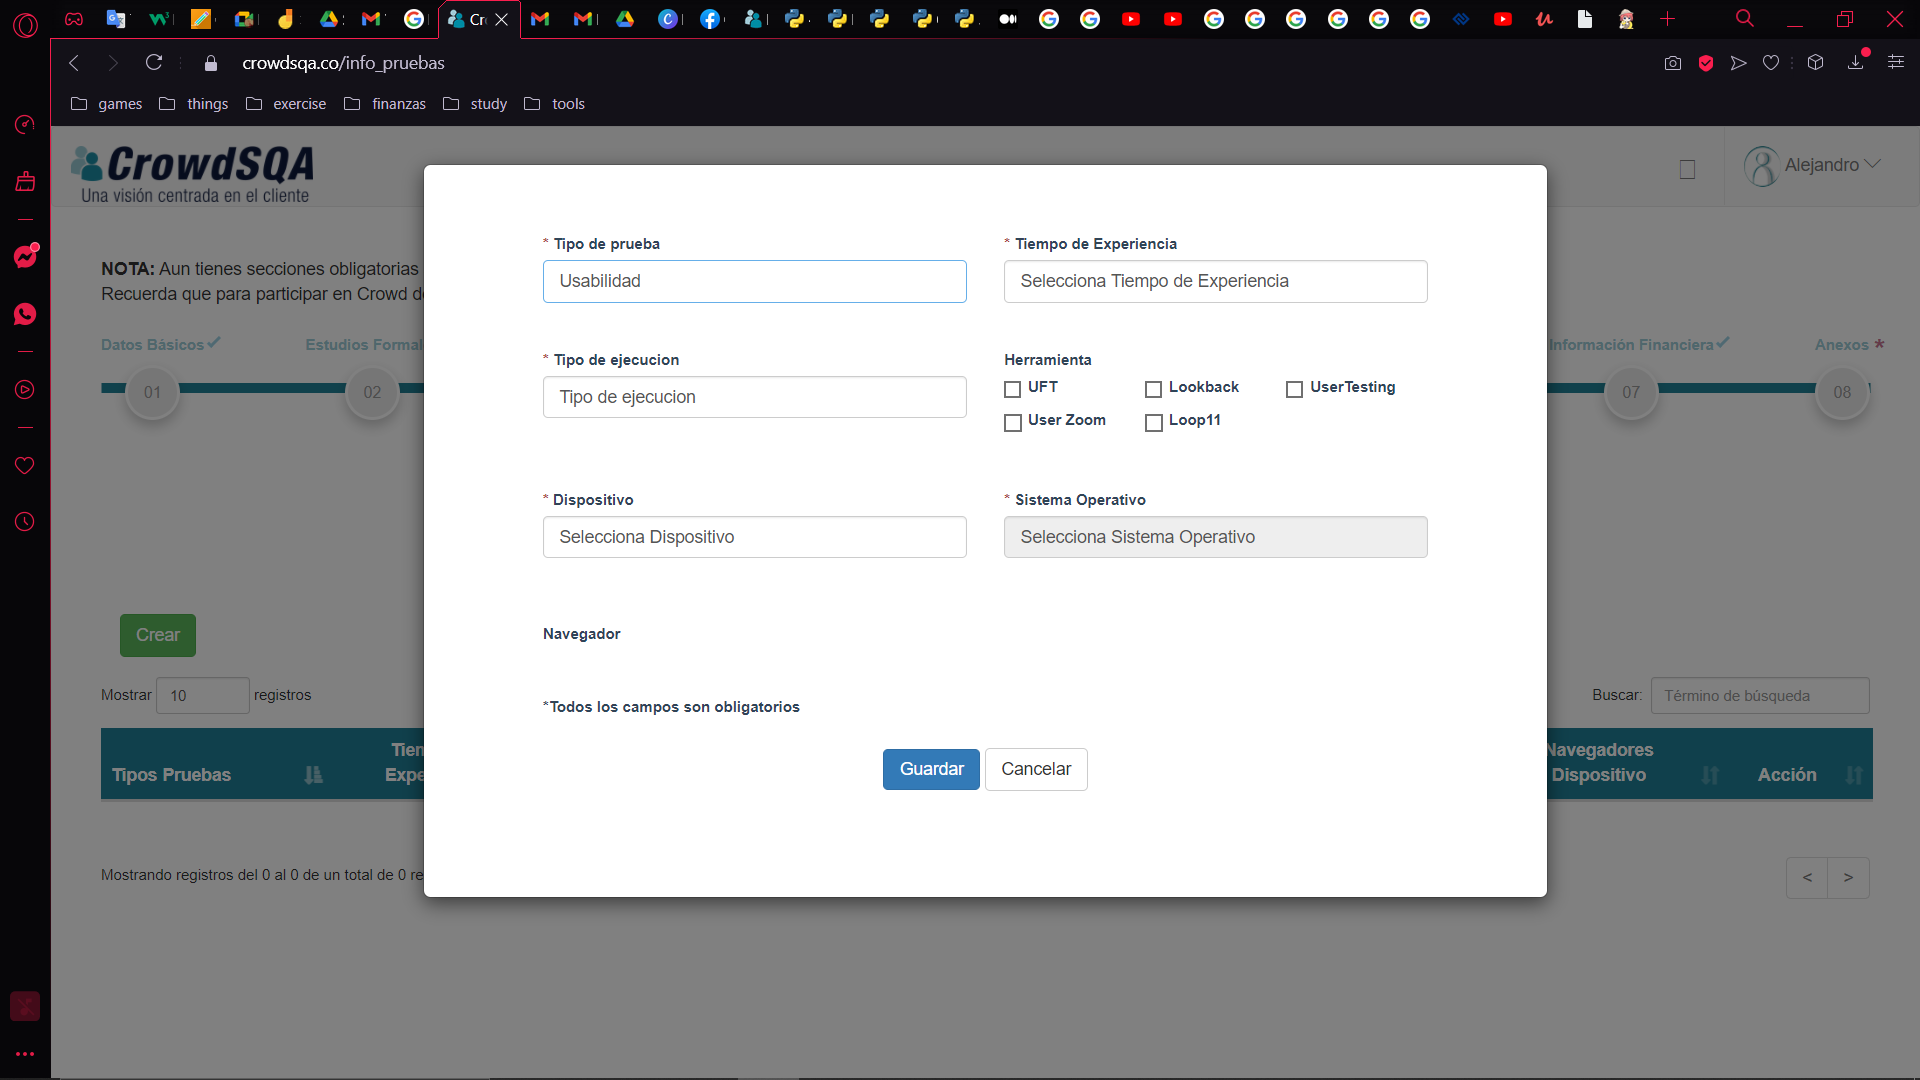 Cr
crowdsqa.co/info_pruebas
games things exercise finanzas study tools
CrowdSQA
Una visión centrada en el cliente
Alejandro
NOTA: Aun tienes secciones obligatorias
Recuerda que para participar en Crowd
Datos Básicos Estudios Formal Información Financiera Anexos *
01 02 07 08
* Tipo de prueba * Tiempo de Experiencia
Usabilidad Selecciona Tiempo de Experiencia
* Tipo de ejecucion Herramienta
Tipo de ejecucion UFT Lookback UserTesting
User Zoom Loop11
* Dispositivo * Sistema Operativo
Selecciona Dispositivo Selecciona Sistema Operativo
Navegador
*Todos los campos son obligatorios
Guardar Cancelar
Crear
Mostrar 10 registros Buscar: Término de búsqueda
Tipos Pruebas Tien
Expe Navegadores
Dispositivo Acción
Mostrando registros del 0 al 0 de un total de 0 re < >